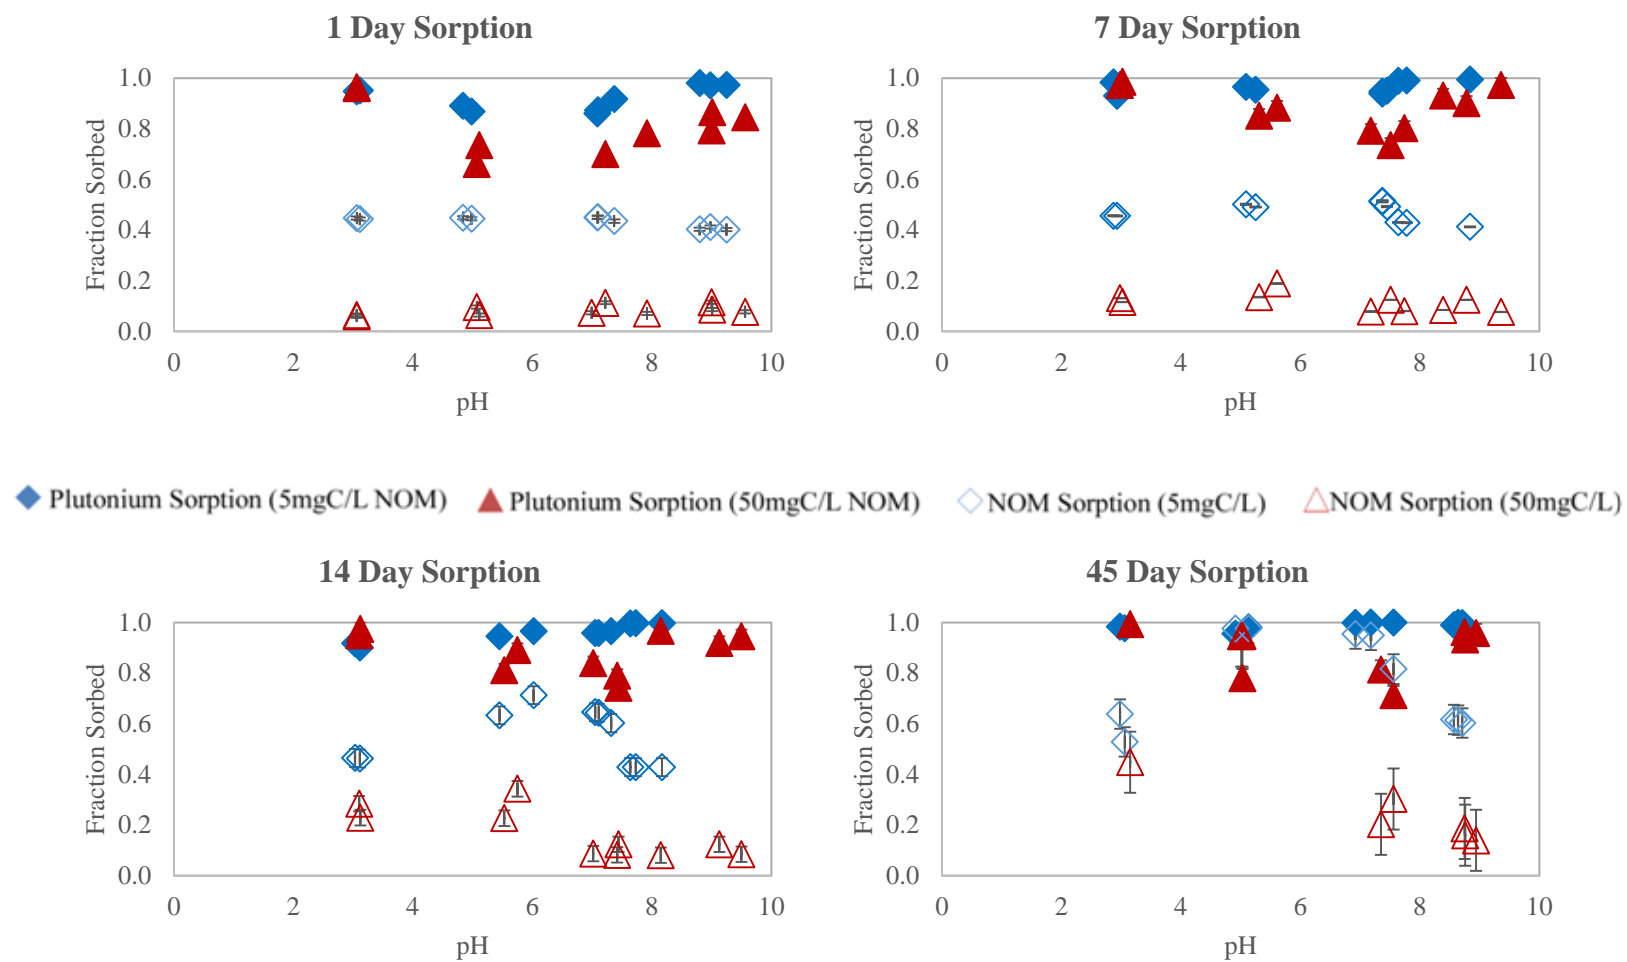 1 Day Sorption
1.0
0.8
0.6
0.4
0.2
0.0
Fraction Sorbed
0 2 4 6 8 10
pH
7 Day Sorption
1.0
0.8
0.6
0.4
0.2
0.0
Fraction Sorbed
0 2 4 6 8 10
pH
Plutonium Sorption (5mgC/L NOM) Plutonium Sorption (50mgC/L NOM) NOM Sorption (5mgC/L) NOM Sorption (50mgC/L)
14 Day Sorption
1.0
0.8
0.6
0.4
0.2
0.0
Fraction Sorbed
0 2 4 6 8 10
pH
45 Day Sorption
1.0
0.8
0.6
0.4
0.2
0.0
Fraction Sorbed
0 2 4 6 8 10
pH